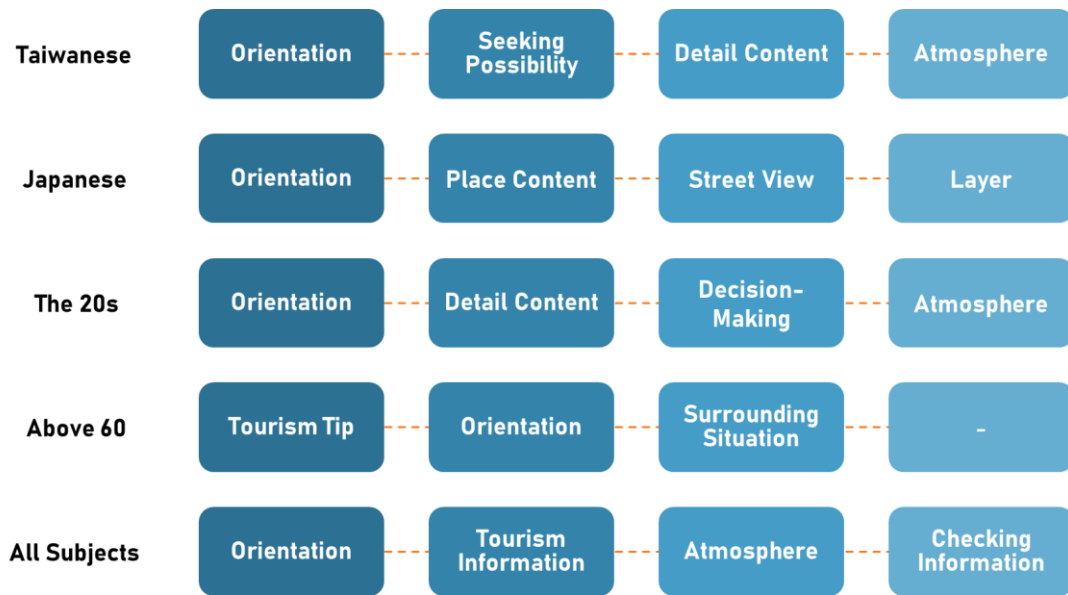 Taiwanese
Orientation
Seeking
Possibility
Detail Content
Atmosphere
Japanese
Orientation
Place Content
Street View
Layer
The 20s
Orientation
Detail Content
Decision-
Making
Atmosphere
Above 60
Tourism Tip
Orientation
Surrounding
Situation
-
All Subjects
Orientation
Tourism
Information
Atmosphere
Checking
Information